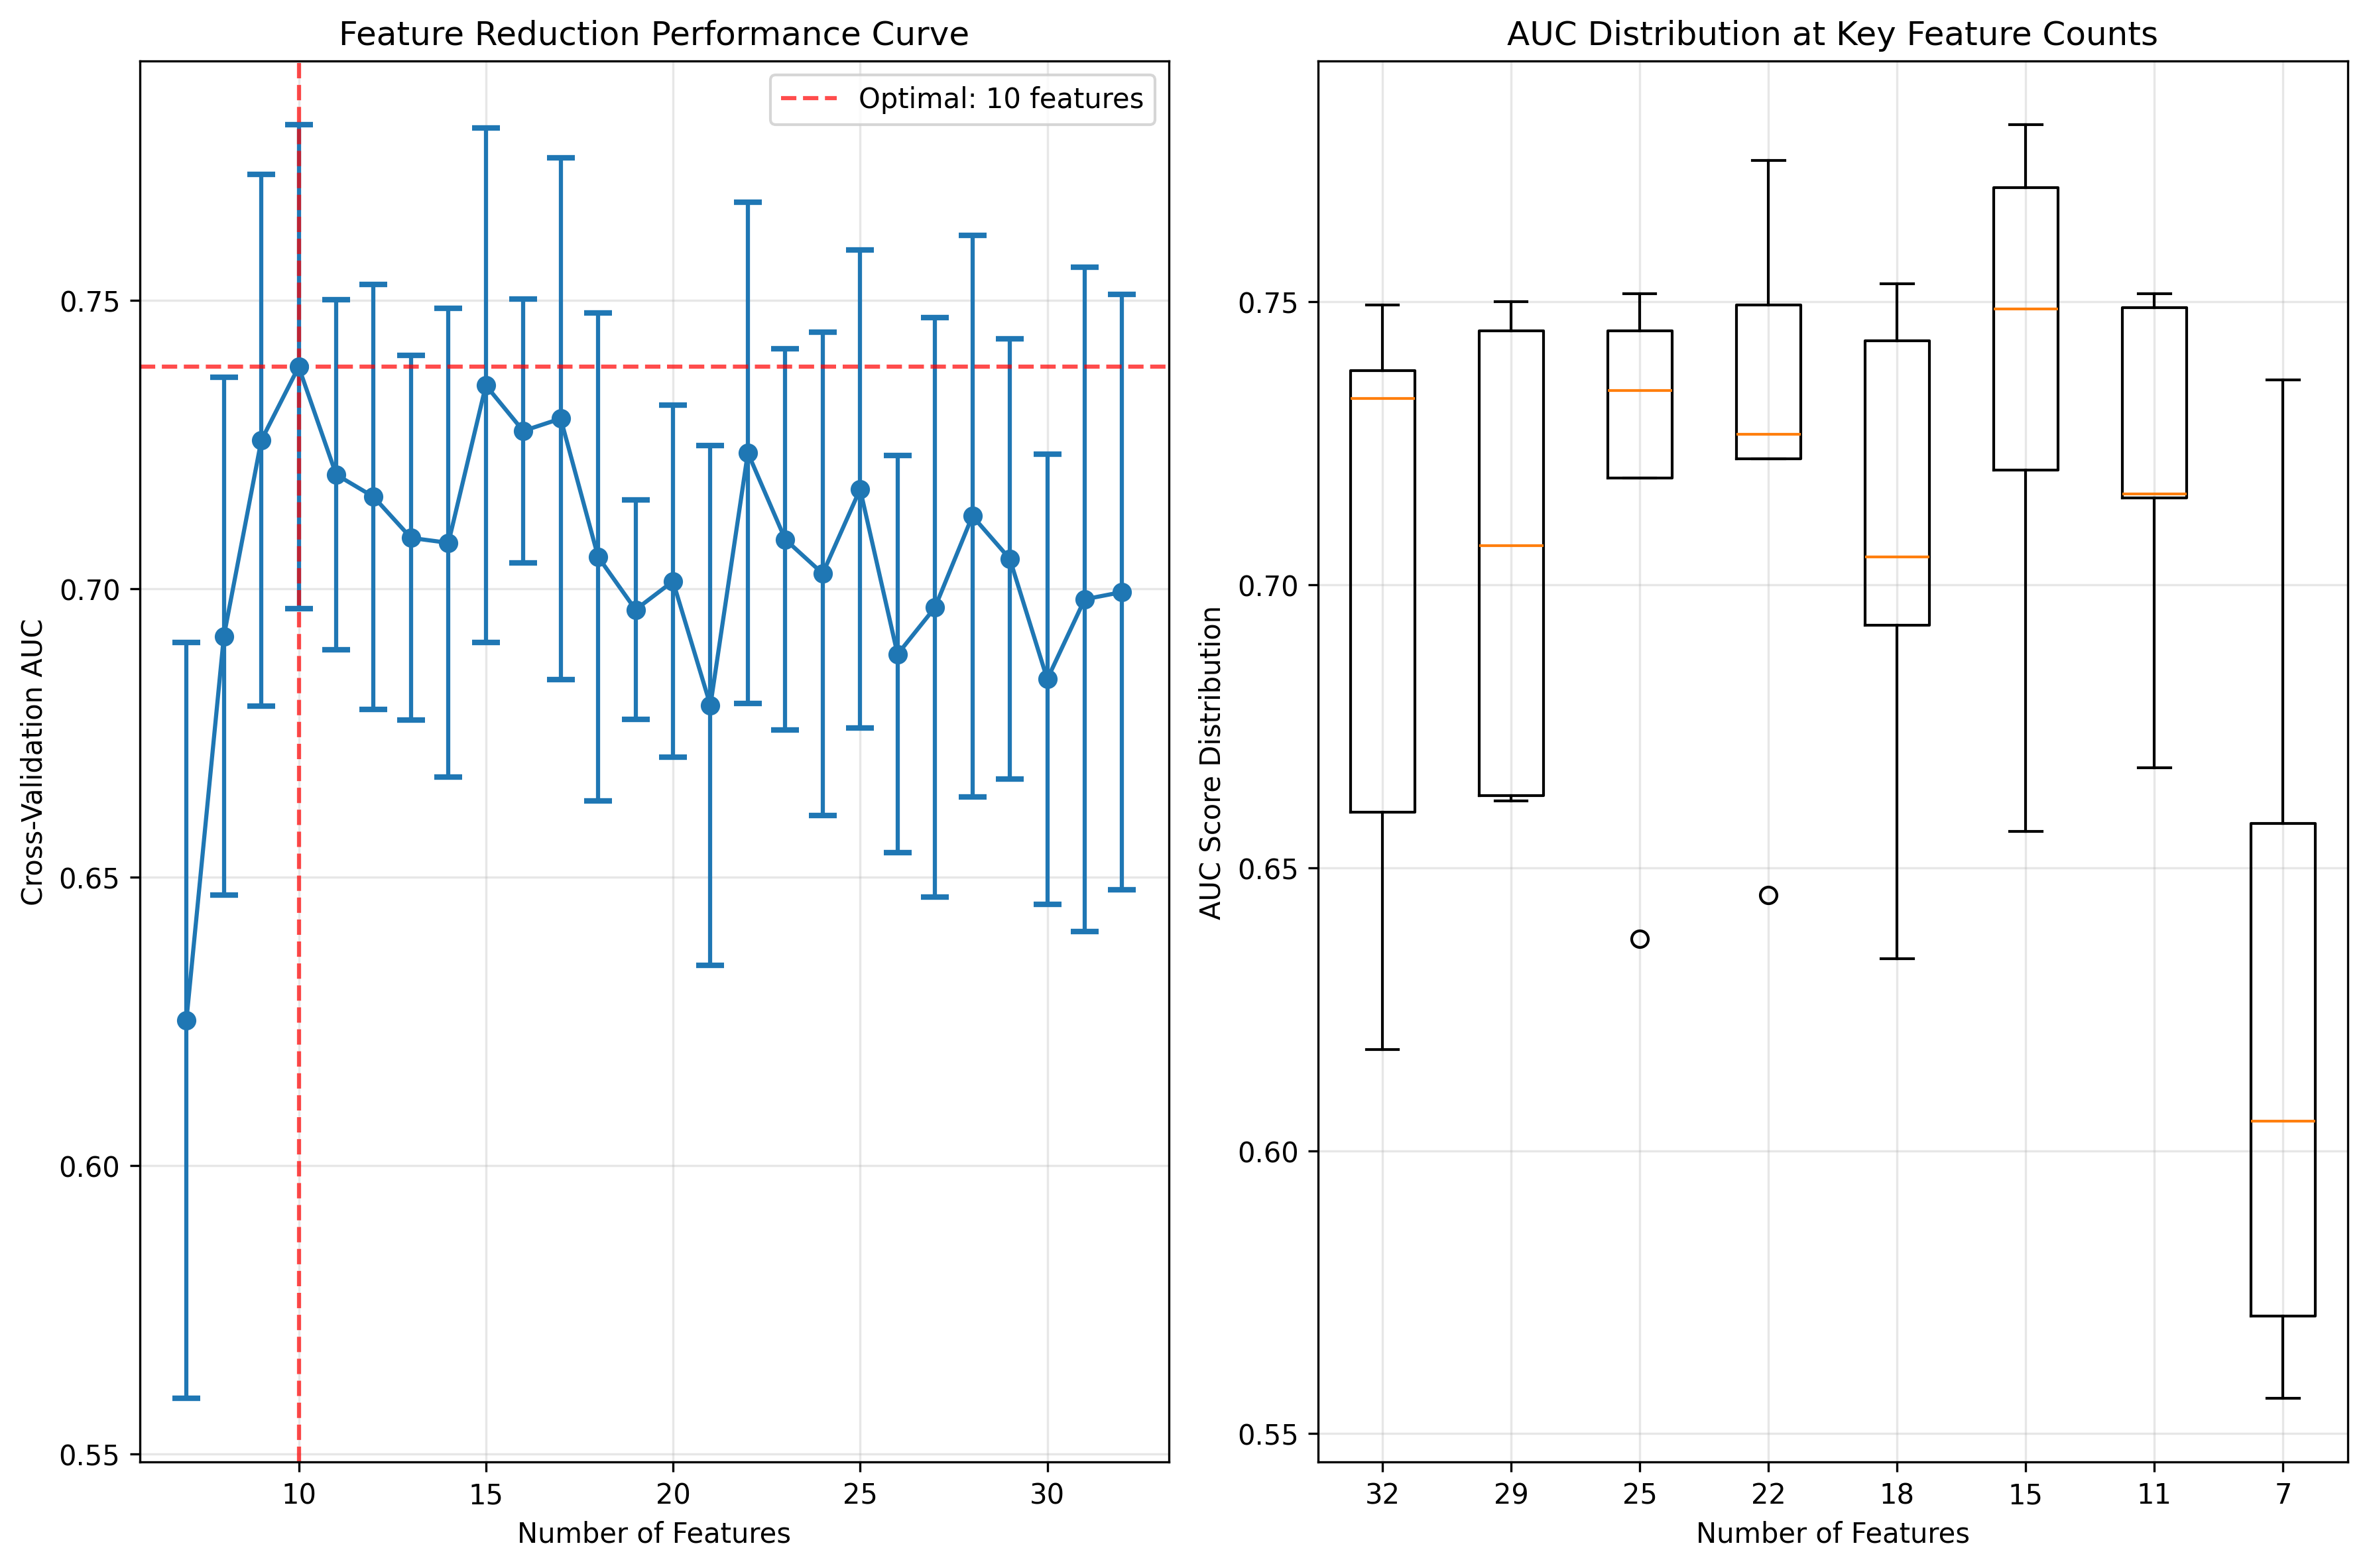 Feature Reduction Performance Curve
Optimal: 10 features
Cross-Validation AUC
0.75
0.70
0.65
0.60
0.55
10 15 20 25 30
Number of Features
AUC Distribution at Key Feature Counts
AUC Score Distribution
0.75
0.70
0.65
0.60
0.55
32 29 25 22 18 15 11 7
Number of Features